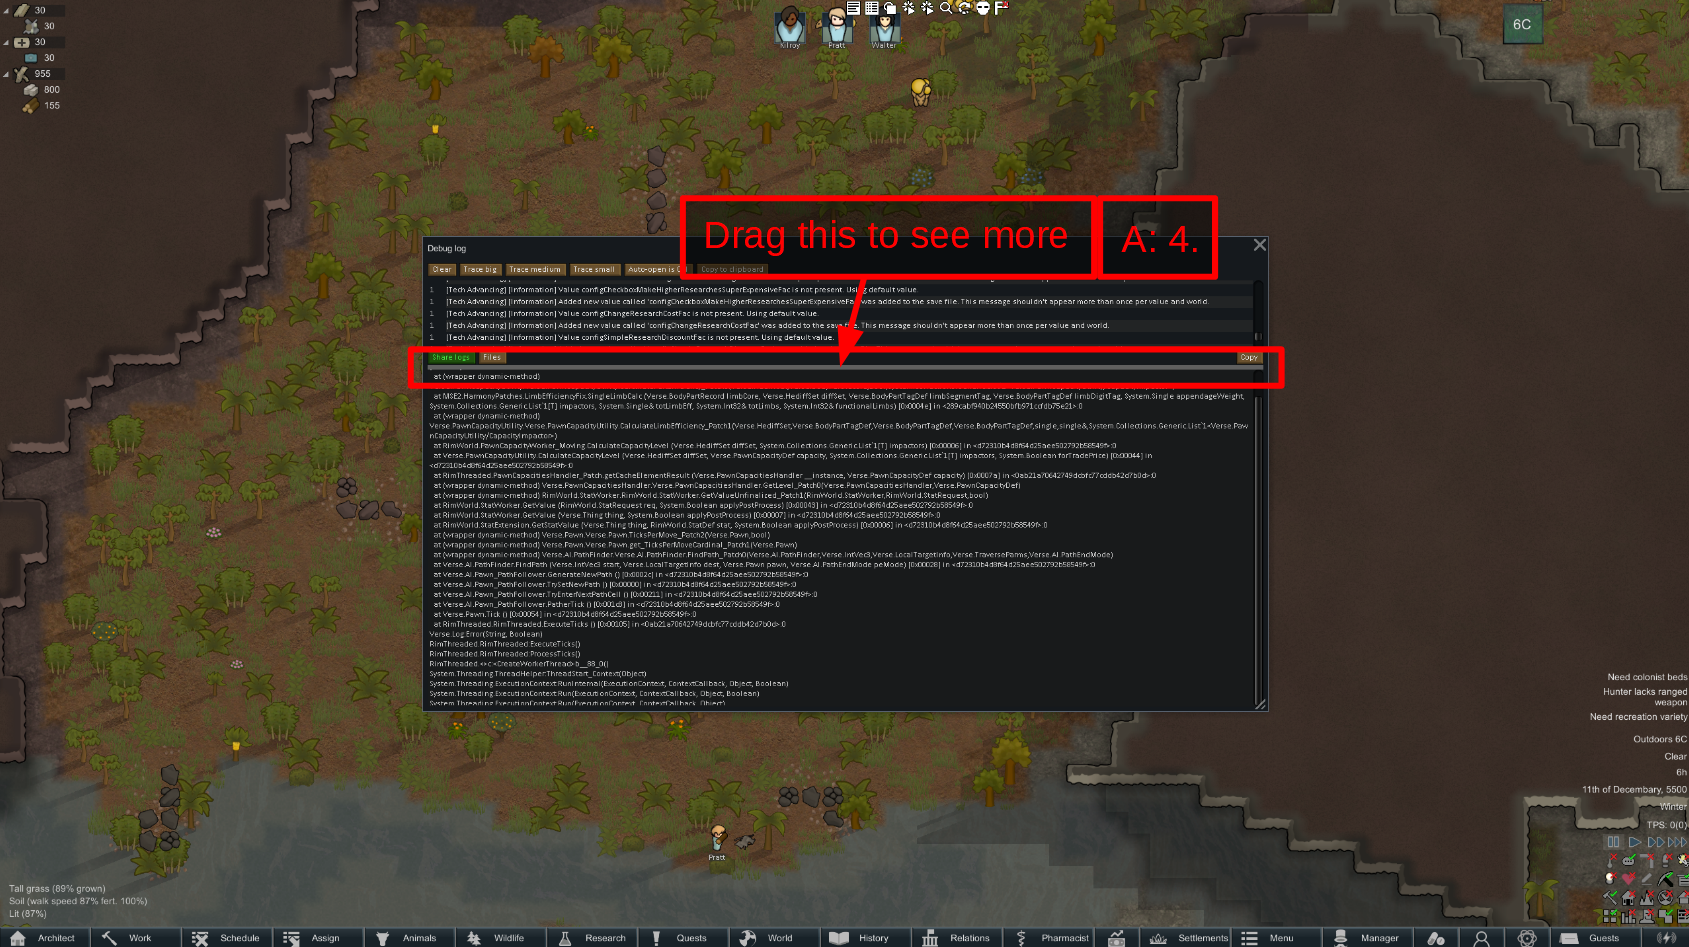 30
30
30
30
955
800
155
Kilroy
Pratt
Walter
6C
Drag this to see more
A: 4.
Debug log
Clear
Trace big
Trace medium
Trace small
Auto-open is
Copy to clipboard
1 [Tech Advancing] [Information] Value configCheckboxMakeHigherResearchesSuperExpensiveFac is not present. Using default value.
1 [Tech Advancing] [Information] Added new value called 'configCheckboxMakeHigherResearchesSuperExpensiveFac' was added to the save file. This message shouldn't appear more than once per value and world.
1 [Tech Advancing] [Information] Value configChangeResearchCostFac is not present. Using default value.
1 [Tech Advancing] [Information] Added new value called 'configChangeResearchCostFac' was added to the save file. This message shouldn't appear more than once per value and world.
1 [Tech Advancing] [Information] Value configSimpleResearchDiscountFac is not present. Using default value.
Share logs
Files
Copy
at (wrapper dynamic-method)
at MSE2.HarmonyPatches.LimbEfficiencyFix.SingleLimbCalc (Verse.BodyPartRecord limbCore, Verse.HediffSet diffSet, Verse.BodyPartTagDef limbSegmentTag, Verse.BodyPartTagDef limbDigitTag, System.Single appendageWeight,
System.Collections.Generic.List`1[T] impactors, System.Single& totLimbEff, System.Int32& totLimbs, System.Int32& functionalLimbs) [0x0004e] in <289cabf940b24550bfb971ccfdb75e21>:0
at (wrapper dynamic-method)
Verse.PawnCapacityUtility.Verse.PawnCapacityUtility.CalculateLimbEfficiency_Patch1(Verse.HediffSet,Verse.BodyPartTagDef,Verse.BodyPartTagDef,Verse.BodyPartTagDef,single,single&,System.Collections.Generic.List`1<Verse.Paw
nCapacityUtility/CapacityImpactor>)
at RimWorld.PawnCapacityWorker_Moving.CalculateCapacityLevel (Verse.HediffSet diffSet, System.Collections.Generic.List`1[T] impactors) [0x00006] in <d72310b4d8f64d25aee502792b58549f>:0
at Verse.PawnCapacityUtility.CalculateCapacityLevel (Verse.HediffSet diffSet, Verse.PawnCapacityDef capacity, System.Collections.Generic.List`1[T] impactors, System.Boolean forTradePrice) [0x00044] in
<d72310b4d8f64d25aee502792b58549f>:0
at RimThreaded.PawnCapacitiesHandler_Patch.getCacheElementResult (Verse.PawnCapacitiesHandler __instance, Verse.PawnCapacityDef capacity) [0x0007a] in <0ab21a70642749dcbfc77cddb42d7b0d>:0
at (wrapper dynamic-method) Verse.PawnCapacitiesHandler.Verse.PawnCapacitiesHandler.GetLevel_Patch0(Verse.PawnCapacitiesHandler,Verse.PawnCapacityDef)
at (wrapper dynamic-method) RimWorld.StatWorker.RimWorld.StatWorker.GetValueUnfinalized_Patch1(RimWorld.StatWorker,RimWorld.StatRequest,bool)
at RimWorld.StatWorker.GetValue (RimWorld.StatRequest req, System.Boolean applyPostProcess) [0x00043] in <d72310b4d8f64d25aee502792b58549f>:0
at RimWorld.StatWorker.GetValue (Verse.Thing thing, System.Boolean applyPostProcess) [0x00007] in <d72310b4d8f64d25aee502792b58549f>:0
at RimWorld.StatExtension.GetStatValue (Verse.Thing thing, RimWorld.StatDef stat, System.Boolean applyPostProcess) [0x00006] in <d72310b4d8f64d25aee502792b58549f>:0
at (wrapper dynamic-method) Verse.Pawn.Verse.Pawn.TicksPerMove_Patch2(Verse.Pawn,bool)
at (wrapper dynamic-method) Verse.Pawn.Verse.Pawn.get_TicksPerMoveCardinal_Patch1(Verse.Pawn)
at (wrapper dynamic-method) Verse.AI.PathFinder.Verse.AI.PathFinder.FindPath_Patch0(Verse.AI.PathFinder,Verse.IntVec3,Verse.LocalTargetInfo,Verse.TraverseParms,Verse.AI.PathEndMode)
at Verse.AI.PathFinder.FindPath (Verse.IntVec3 start, Verse.LocalTargetInfo dest, Verse.Pawn pawn, Verse.AI.PathEndMode peMode) [0x00028] in <d72310b4d8f64d25aee502792b58549f>:0
at Verse.AI.Pawn_PathFollower.GenerateNewPath () [0x0002c] in <d72310b4d8f64d25aee502792b58549f>:0
at Verse.AI.Pawn_PathFollower.TrySetNewPath () [0x00000] in <d72310b4d8f64d25aee502792b58549f>:0
at Verse.AI.Pawn_PathFollower.TryEnterNextPathCell () [0x00211] in <d72310b4d8f64d25aee502792b58549f>:0
at Verse.AI.Pawn_PathFollower.PatherTick () [0x001d8] in <d72310b4d8f64d25aee502792b58549f>:0
at Verse.Pawn.Tick () [0x00054] in <d72310b4d8f64d25aee502792b58549f>:0
at RimThreaded.RimThreaded.ExecuteTicks () [0x00105] in <0ab21a70642749dcbfc77cddb42d7b0d>:0
Verse.Log:Error(String, Boolean)
RimThreaded.RimThreaded:ExecuteTicks()
RimThreaded.RimThreaded:ProcessTicks()
RimThreaded.<>c:<CreateWorkerThread>b__88_0()
System.Threading.ThreadHelper:ThreadStart_Context(Object)
System.Threading.ExecutionContext:RunInternal(ExecutionContext, ContextCallback, Object, Boolean)
System.Threading.ExecutionContext:Run(ExecutionContext, ContextCallback, Object, Boolean)
System.Threading.ExecutionContext:Run(ExecutionContext, ContextCallback, Object)
Pratt
Need colonist beds
Hunter lacks ranged
weapon
Need recreation variety
Outdoors 6C
Clear
6h
11th of Decembary, 5500
Winter
TPS: 0(0)
Tall grass (89% grown)
Soil (walk speed 87% fert. 100%)
Lit (87%)
Architect
Work
Schedule
Assign
Animals
Wildlife
Research
Quests
World
History
Relations
Pharmacist
Settlements
Menu
Manager
Guests